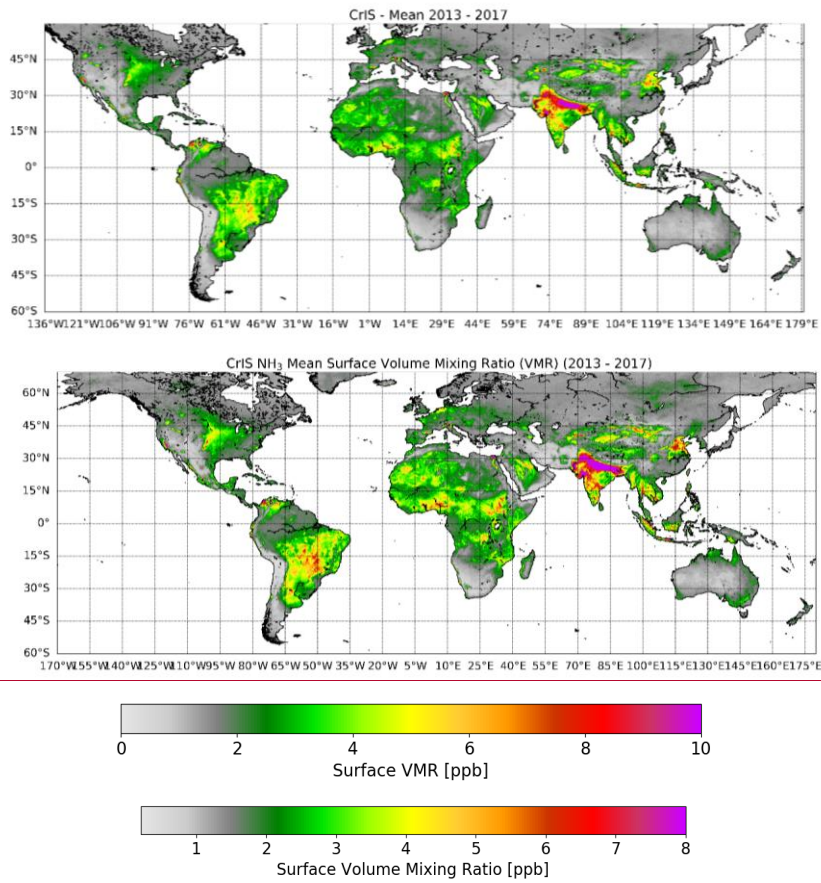 CrIS - Mean 2013 - 2017
45°N
30°N
15°N
0°
15°S
30°S
45°S
60°S
136°W121°W106°W 91°W 76°W 61°W 46°W 31°W 16°W 1°W 14°E 29°E 44°E 59°E 74°E 89°E 104°E 119°E 134°E 149°E 164°E 179°E
CrIS NH₃ Mean Surface Volume Mixing Ratio (VMR) (2013 - 2017)
60°N
45°N
30°N
15°N
0°
15°S
30°S
45°S
60°S
170°W155°W140°W125°W110°W95°W 80°W 65°W 50°W 35°W 20°W 5°W 10°E 25°E 40°E 55°E 70°E 85°E 100°E115°E130°E145°E160°E175°E
0 2 4 6 8 10
Surface VMR [ppb]
1 2 3 4 5 6 7 8
Surface Volume Mixing Ratio [ppb]